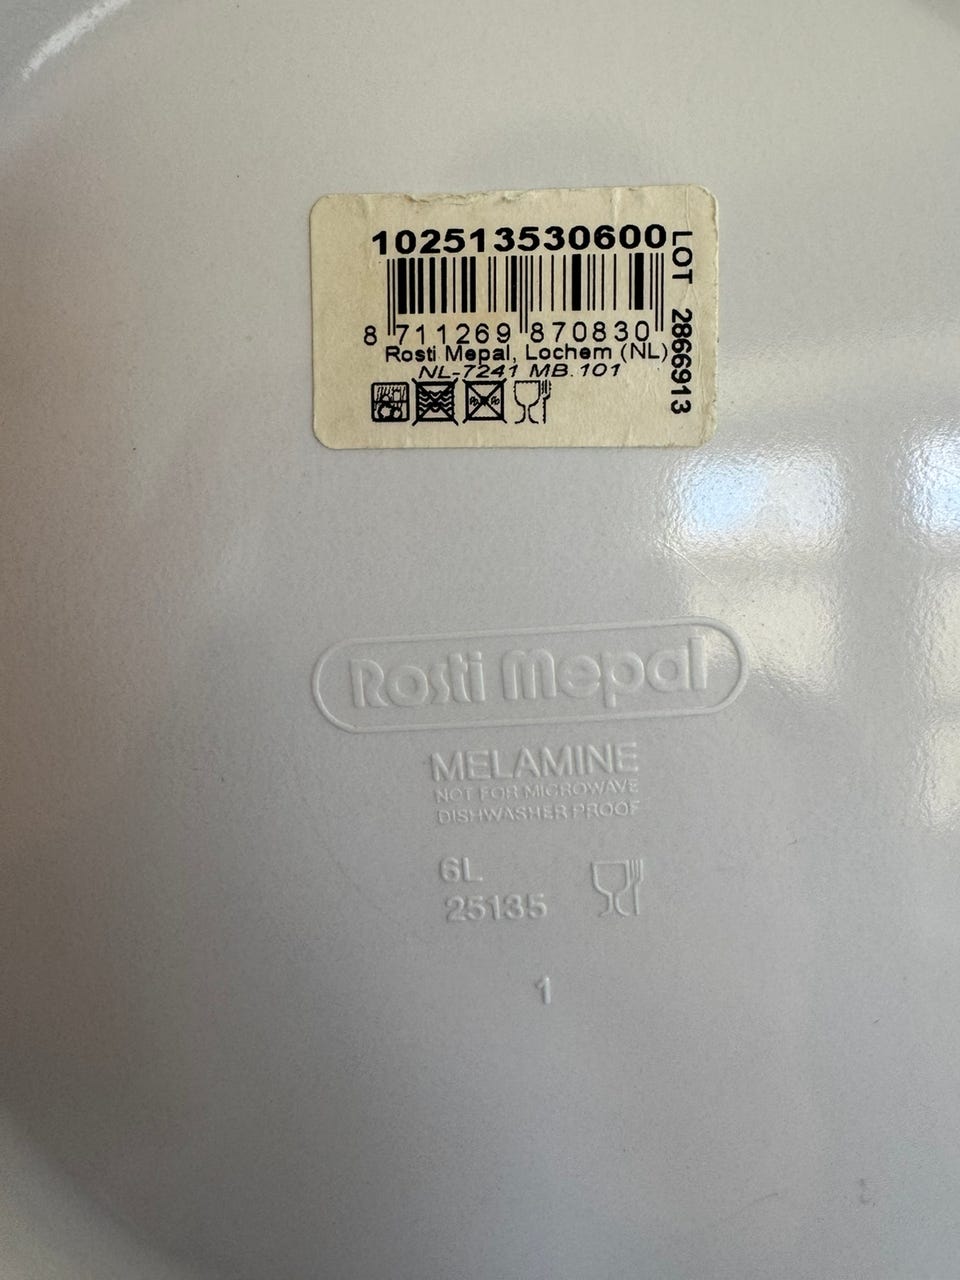 102513530600
8 711269 870830
Rosti Mepal, Lochem (NL)
NL-7241 MB.101
LOT 2866913
Rosti Mepal
MELAMINE
NOT FOR MICROWAVE
DISHWASHER PROOF
6L
25135
1